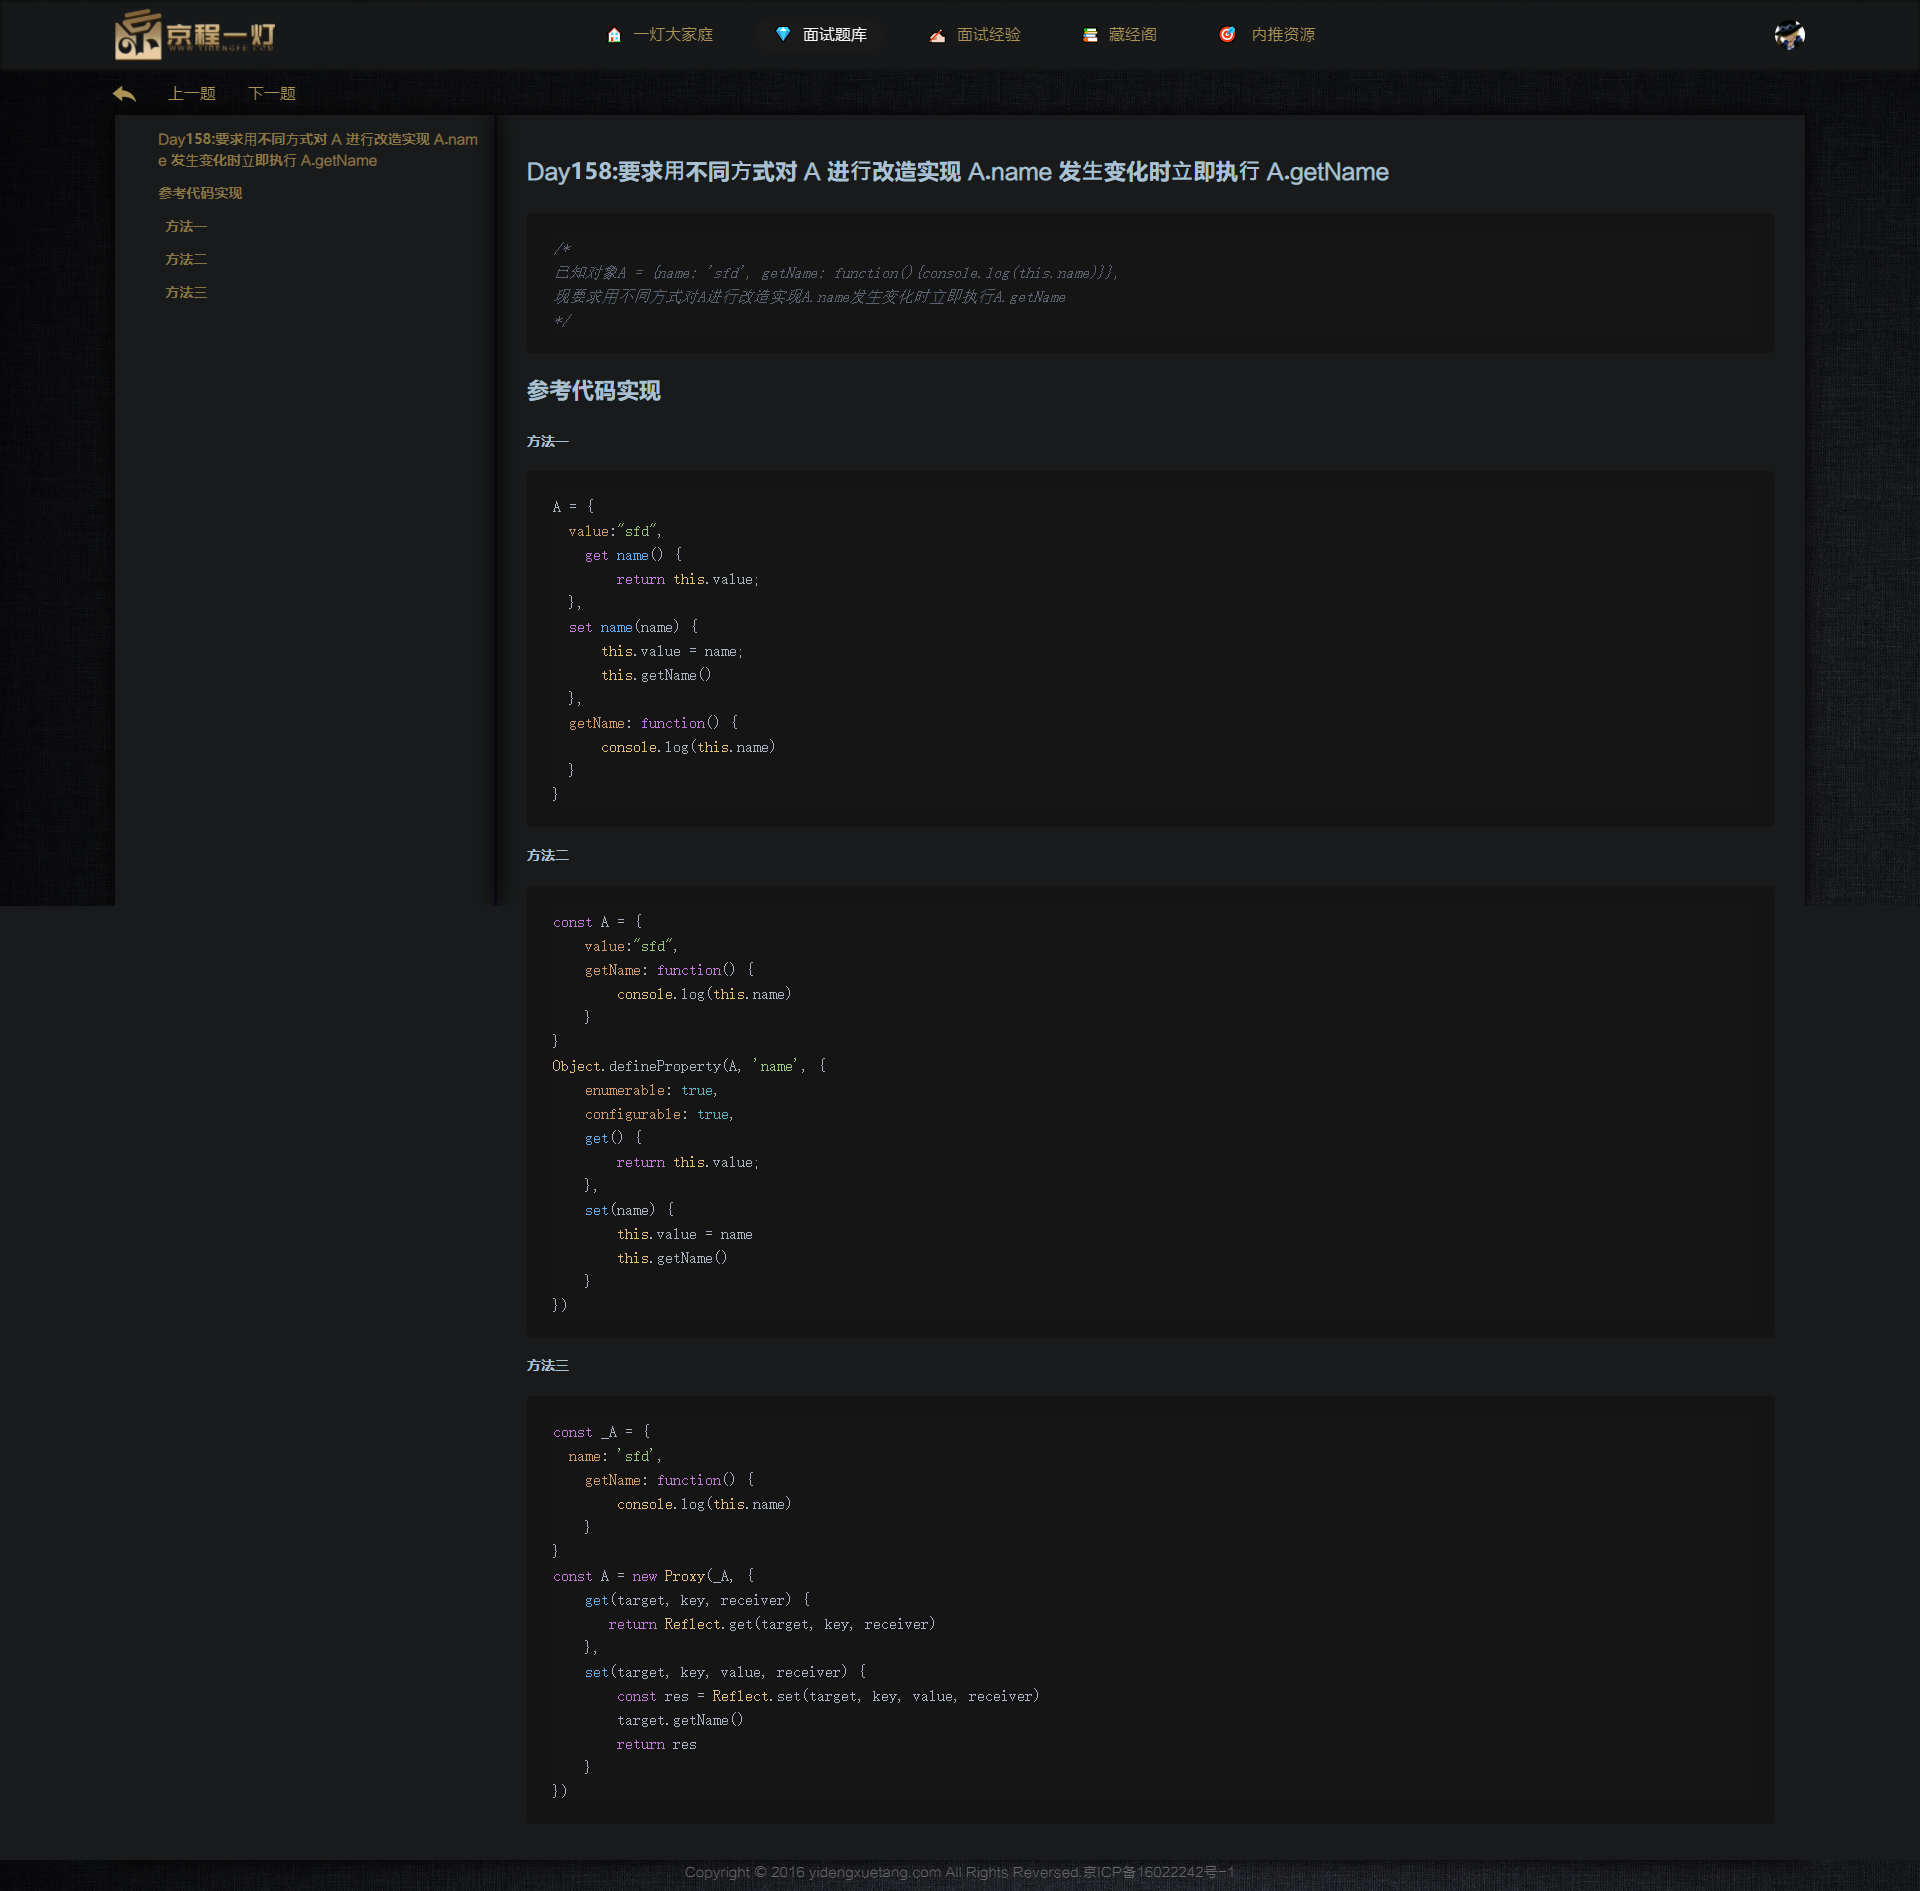 京程一灯
WWW.YIDENGFE.COM
一灯大家庭
面试题库
面试经验
藏经阁
内推资源
上一题
下一题
Day158:要求用不同方式对 A 进行改造实现 A.nam
e 发生变化时立即执行 A.getName
参考代码实现
方法一
方法二
方法三
Day158:要求用不同方式对 A 进行改造实现 A.name 发生变化时立即执行 A.getName
/*
已知对象A = {name: 'sfd', getName: function(){console.log(this.name)}},
现要求用不同方式对A进行改造实现A.name发生变化时立即执行A.getName
*/
参考代码实现
方法一
A = {
  value:"sfd",
    get name() {
        return this.value;
  },
  set name(name) {
      this.value = name;
      this.getName()
  },
  getName: function() {
      console.log(this.name)
  }
}
方法二
const A = {
    value:"sfd",
    getName: function() {
        console.log(this.name)
    }
}
Object.defineProperty(A, 'name', {
    enumerable: true,
    configurable: true,
    get() {
        return this.value;
    },
    set(name) {
        this.value = name
        this.getName()
    }
})
方法三
const _A = {
  name: 'sfd',
    getName: function() {
        console.log(this.name)
    }
}
const A = new Proxy(_A, {
    get(target, key, receiver) {
       return Reflect.get(target, key, receiver)
    },
    set(target, key, value, receiver) {
        const res = Reflect.set(target, key, value, receiver)
        target.getName()
        return res
    }
})
Copyright © 2016 yidengxuetang.com All Rights Reversed.京ICP备16022242号-1